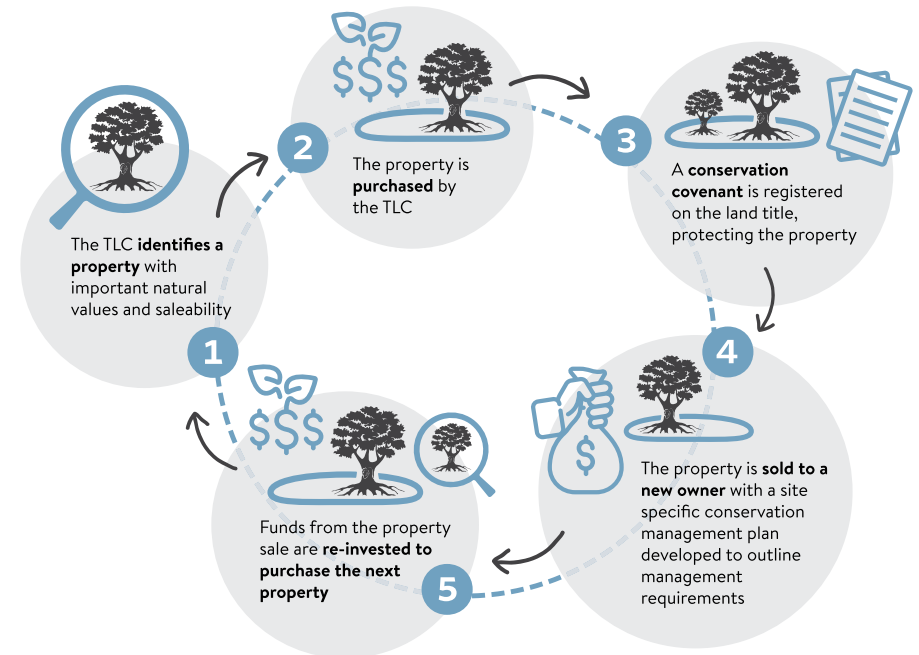 1
The TLC identifies a
property with
important natural
values and saleability
2
$$$
The property is
purchased by
the TLC
3
A conservation
covenant is registered
on the land title,
protecting the property
4
$
The property is sold to a
new owner with a site
specific conservation
management plan
developed to outline
management
requirements
5
$$$
Funds from the property
sale are re-invested to
purchase the next
property